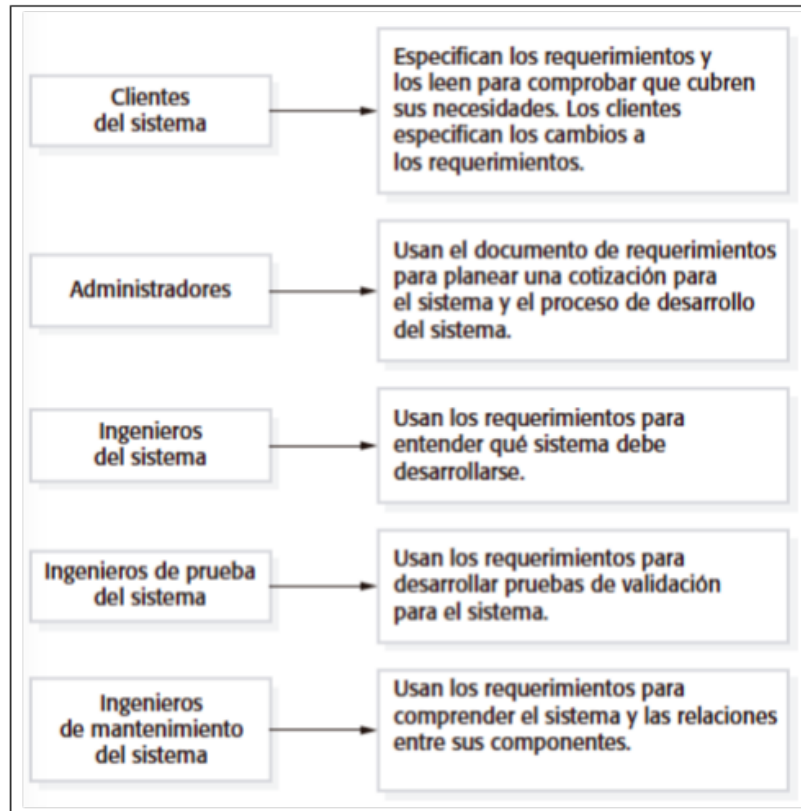 Clientes
del sistema
Especifican los requerimientos y
los leen para comprobar que cubren
sus necesidades. Los clientes
especifican los cambios a
los requerimientos.
Administradores
Usan el documento de requerimientos
para planear una cotización para
el sistema y el proceso de desarrollo
del sistema.
Ingenieros
del sistema
Usan los requerimientos para
entender qué sistema debe
desarrollarse.
Ingenieros de prueba
del sistema
Usan los requerimientos para
desarrollar pruebas de validación
para el sistema.
Ingenieros
de mantenimiento
del sistema
Usan los requerimientos para
comprender el sistema y las relaciones
entre sus componentes.